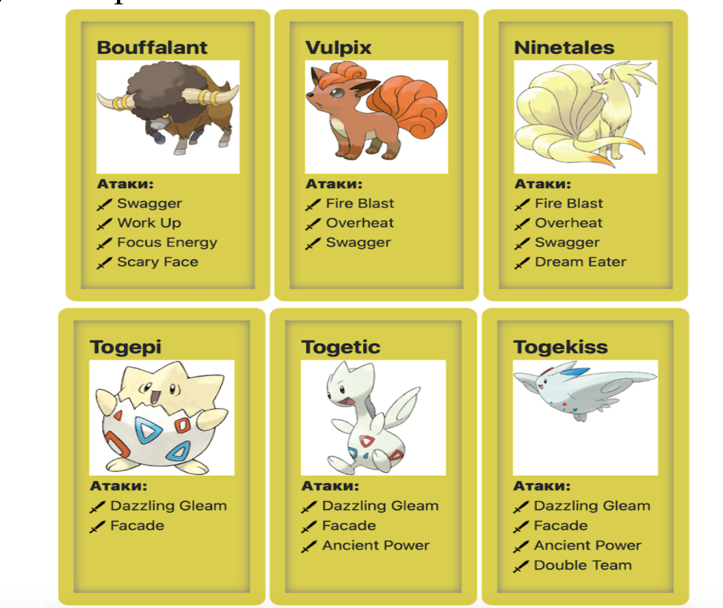 Bouffalant
Атаки:
Swagger
Work Up
Focus Energy
Scary Face
Vulpix
Атаки:
Fire Blast
Overheat
Swagger
Ninetales
Атаки:
Fire Blast
Overheat
Swagger
Dream Eater
Togepi
Атаки:
Dazzling Gleam
Facade
Togetic
Атаки:
Dazzling Gleam
Facade
Ancient Power
Togekiss
Атаки:
Dazzling Gleam
Facade
Ancient Power
Double Team